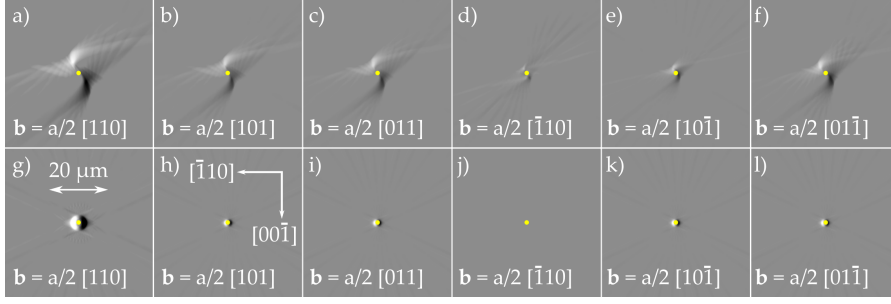 a) b) c) d) e) f)
b = a/2 [110] b = a/2 [101] b = a/2 [011] b = a/2 [1̄10] b = a/2 [101̄] b = a/2 [011̄]
g) h) i) j) k) l)
20 μm [1̄10]
[001̄]
b = a/2 [110] b = a/2 [101] b = a/2 [011] b = a/2 [1̄10] b = a/2 [101̄] b = a/2 [011̄]